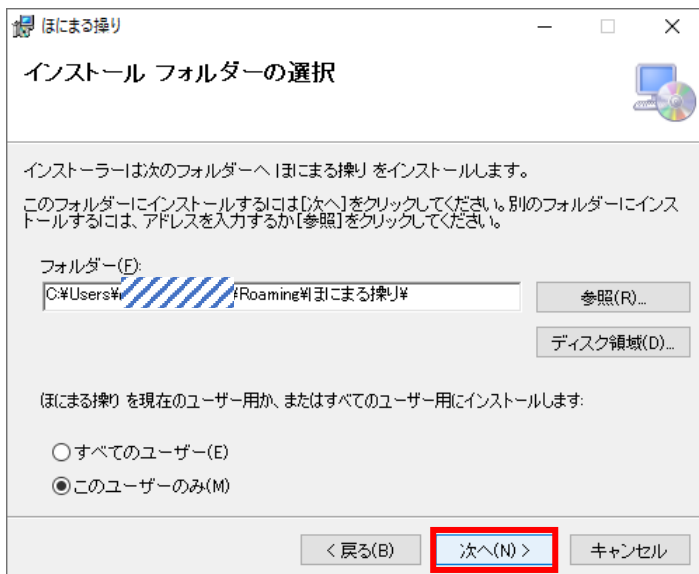 ほにまる操り
インストール フォルダーの選択
インストーラーは次のフォルダーへ ほにまる操り をインストールします。
このフォルダーにインストールするには[次へ]をクリックしてください。別のフォルダーにインス
トールするには、アドレスを入力するか[参照]をクリックしてください。
フォルダー(F):
C:¥Users¥ ¥Roaming¥ほにまる操り¥
参照(R)...
ディスク領域(D)...
ほにまる操り を現在のユーザー用か、またはすべてのユーザー用にインストールします:
すべてのユーザー(E)
このユーザーのみ(M)
< 戻る(B)
次へ(N) >
キャンセル